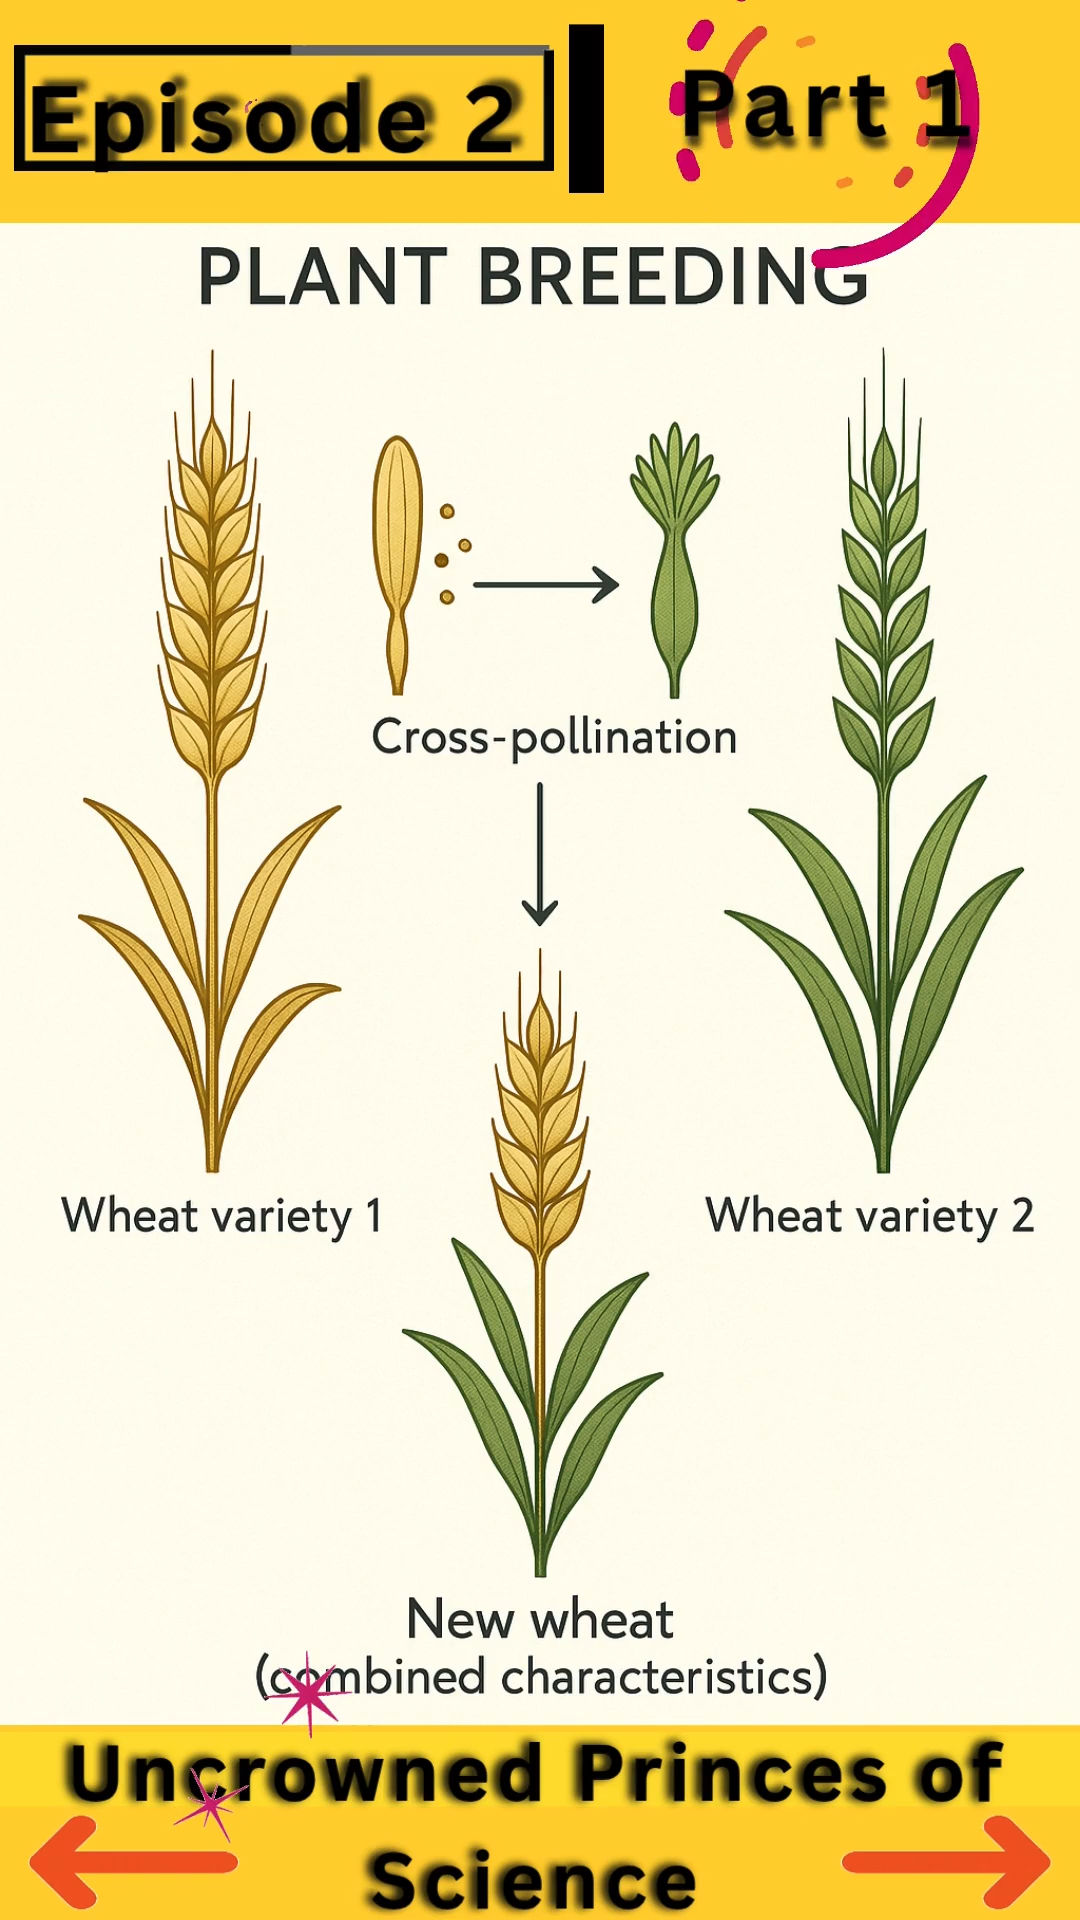 Episode 2
Part 1
PLANT BREEDING
Cross-pollination
Wheat variety 1
Wheat variety 2
New wheat
(combined characteristics)
Uncrowned Princes of
Science